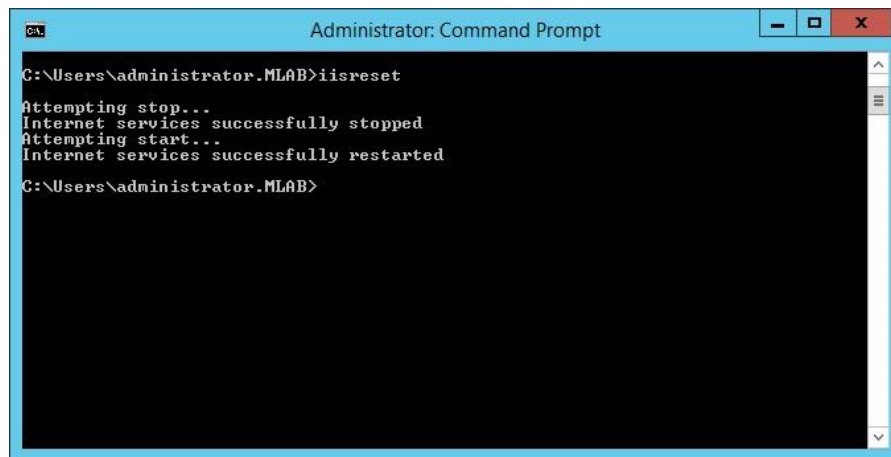 Administrator: Command Prompt
C:\Users\administrator.MLAB>iisreset
Attempting stop...
Internet services successfully stopped
Attempting start...
Internet services successfully restarted
C:\Users\administrator.MLAB>